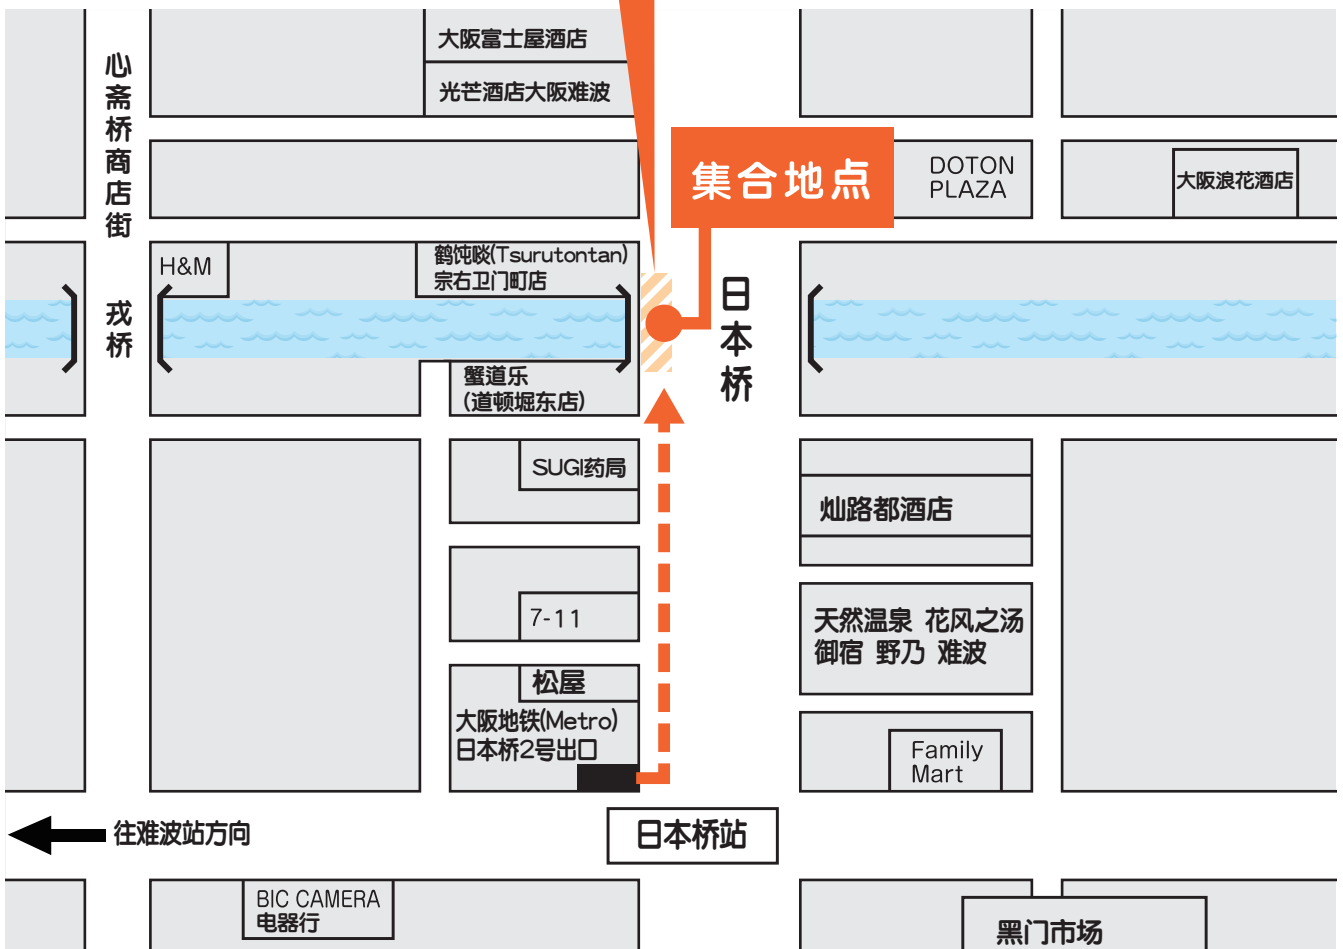 大阪富士屋酒店
光芒酒店大阪难波
心斋桥商店街
集合地点
DOTON
PLAZA
大阪浪花酒店
H&M
鹤饨啖(Tsurutontan)
宗右卫门町店
戎桥
日本桥
蟹道乐
(道顿堀东店)
SUGI药局
灿路都酒店
7-11
天然温泉 花风之汤
御宿 野乃 难波
松屋
大阪地铁(Metro)
日本桥2号出口
Family
Mart
往难波站方向
日本桥站
BIC CAMERA
电器行
黑门市场